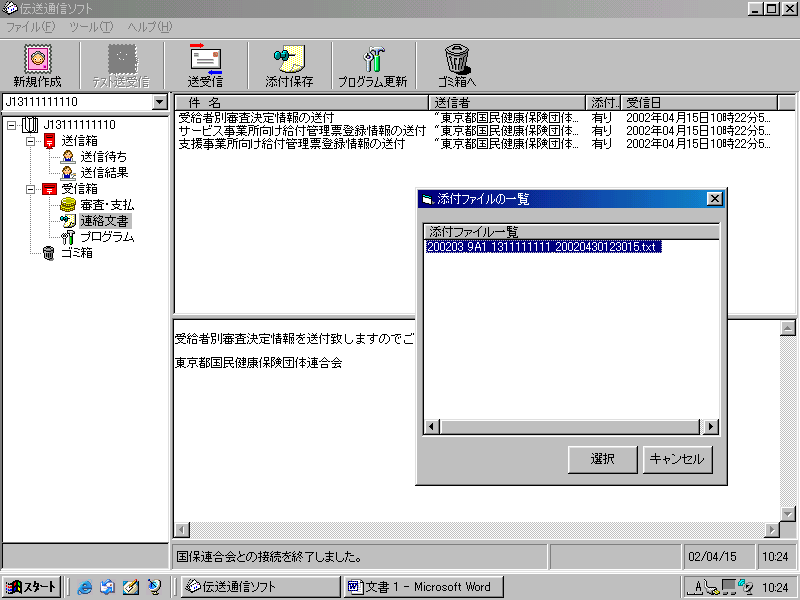 伝送通信ソフト
ファイル(F) ツール(T) ヘルプ(H)
新規作成 テスト送受信 送受信 添付保存 プログラム更新 ゴミ箱へ
J13111111110
件 名 送信者 添付. 受信日
J13111111110
送信箱
送信待ち
送信結果
受信箱
審査・支払
連絡文書
プログラム
ゴミ箱
受給者別審査決定情報の送付 "東京都国民健康保険団体... 有り 2002年04月15日10時22分5...
サービス事業所向け給付管理票登録情報の送付 "東京都国民健康保険団体... 有り 2002年04月15日10時22分5...
支援事業所向け給付管理票登録情報の送付 "東京都国民健康保険団体... 有り 2002年04月15日10時22分5...
添付ファイルの一覧
添付ファイル一覧
200203 9A1 1311111111 20020430123015.txt
選択 キャンセル
受給者別審査決定情報を送付致しますのでご
東京都国民健康保険団体連合会
国保連合会との接続を終了しました。 02/04/15 10:24
スタート 伝送通信ソフト 文書 1 - Microsoft Word A 10:24